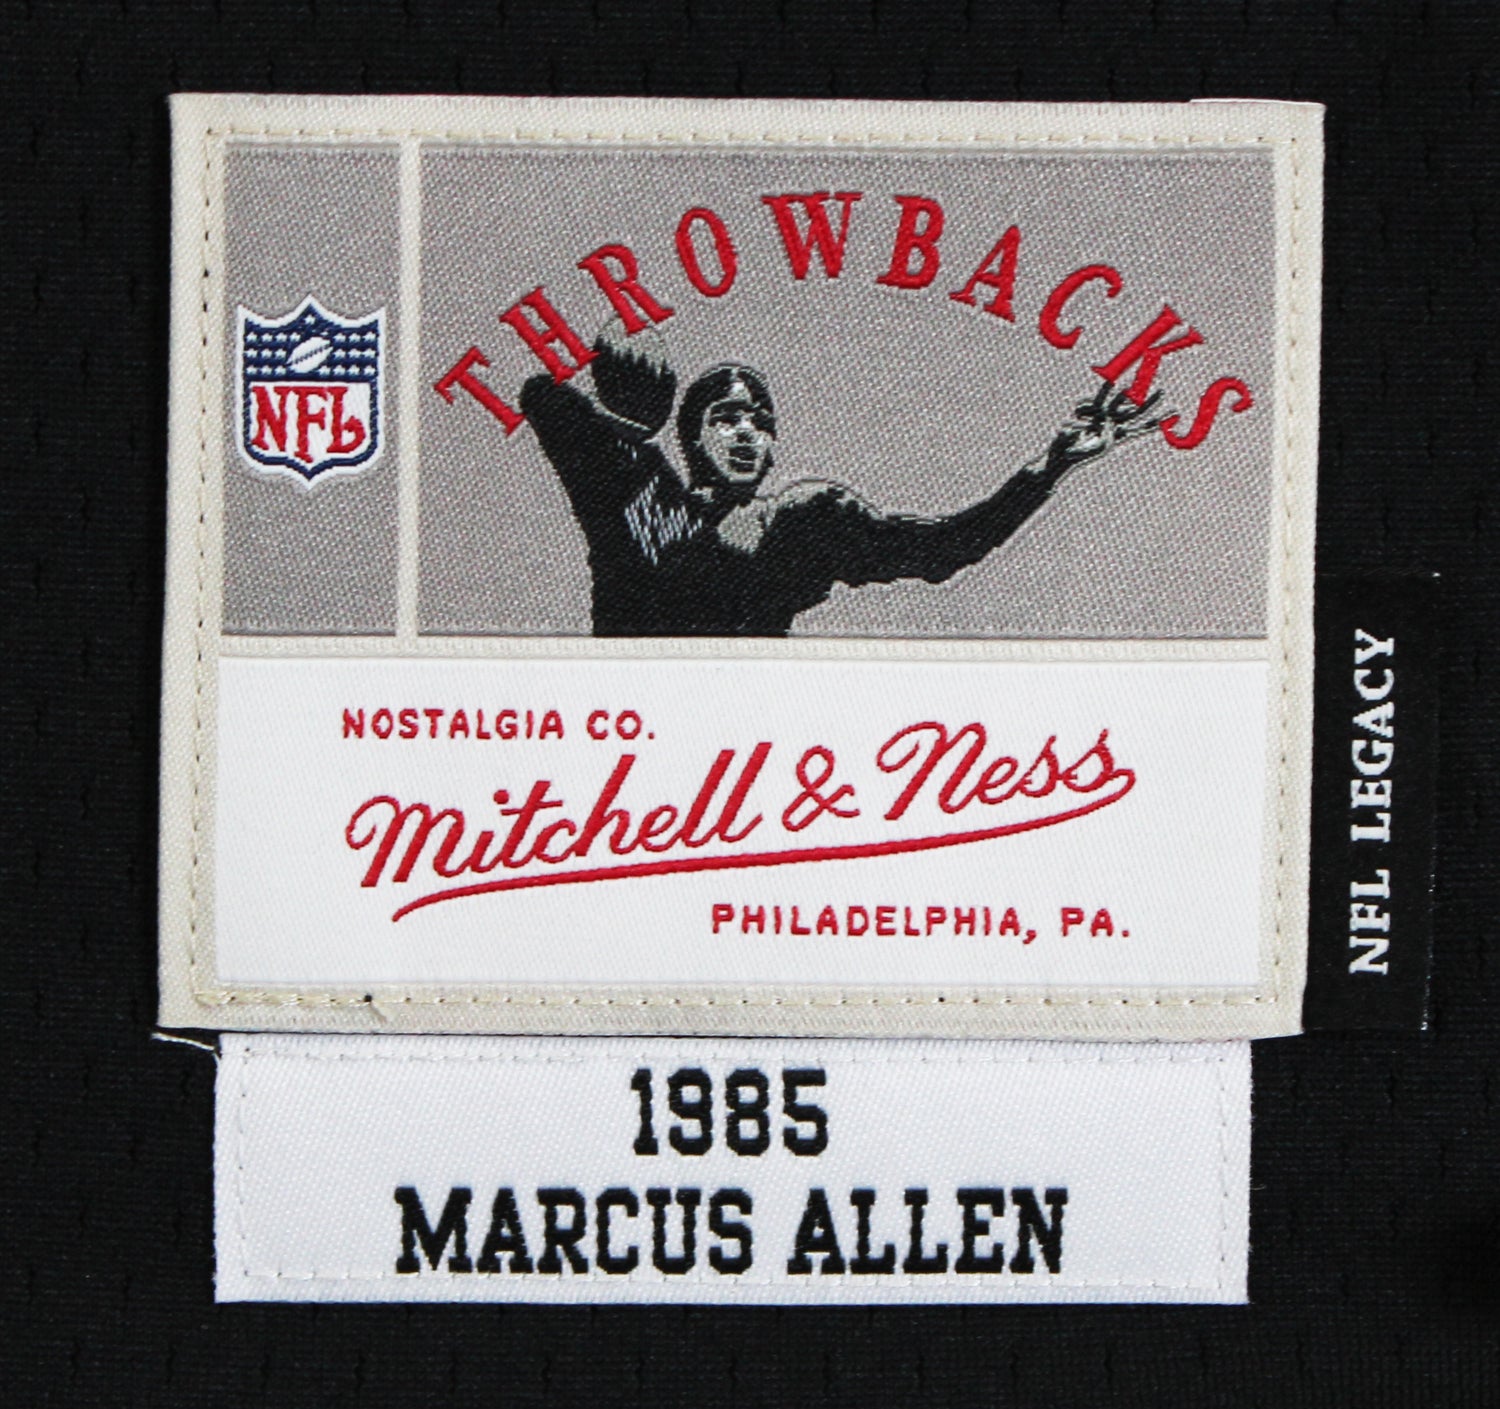 THROWBACKS
NFL
NOSTALGIA CO.
Mitchell & Ness
PHILADELPHIA, PA.
NFL LEGACY
1985
MARCUS ALLEN